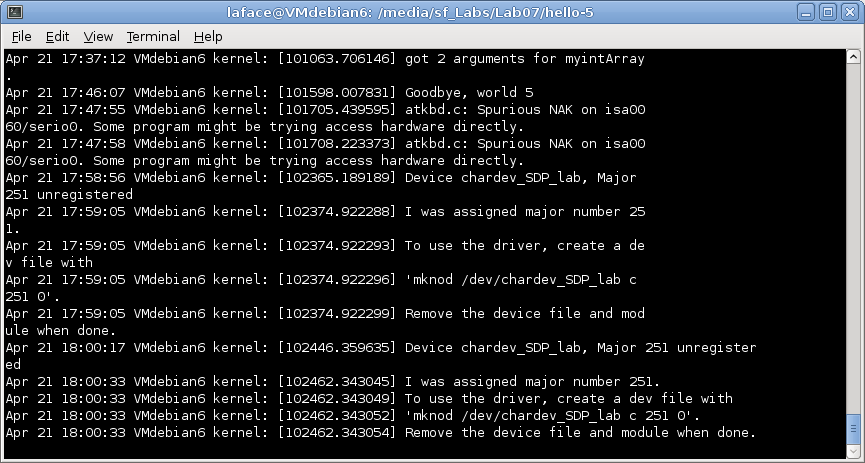 laface@VMdebian6: /media/sf_Labs/Lab07/hello-5
File Edit View Terminal Help
Apr 21 17:37:12 VMdebian6 kernel: [101063.706146] got 2 arguments for myintArray
.
Apr 21 17:46:07 VMdebian6 kernel: [101598.007831] Goodbye, world 5
Apr 21 17:47:55 VMdebian6 kernel: [101705.439595] atkbd.c: Spurious NAK on isa00
60/serio0. Some program might be trying access hardware directly.
Apr 21 17:47:58 VMdebian6 kernel: [101708.223373] atkbd.c: Spurious NAK on isa00
60/serio0. Some program might be trying access hardware directly.
Apr 21 17:58:56 VMdebian6 kernel: [102365.189189] Device chardev_SDP_lab, Major
251 unregistered
Apr 21 17:59:05 VMdebian6 kernel: [102374.922288] I was assigned major number 25
1.
Apr 21 17:59:05 VMdebian6 kernel: [102374.922293] To use the driver, create a de
v file with
Apr 21 17:59:05 VMdebian6 kernel: [102374.922296] 'mknod /dev/chardev_SDP_lab c
251 0'.
Apr 21 17:59:05 VMdebian6 kernel: [102374.922299] Remove the device file and mod
ule when done.
Apr 21 18:00:17 VMdebian6 kernel: [102446.359635] Device chardev_SDP_lab, Major 251 unregister
ed
Apr 21 18:00:33 VMdebian6 kernel: [102462.343045] I was assigned major number 251.
Apr 21 18:00:33 VMdebian6 kernel: [102462.343049] To use the driver, create a dev file with
Apr 21 18:00:33 VMdebian6 kernel: [102462.343052] 'mknod /dev/chardev_SDP_lab c 251 0'.
Apr 21 18:00:33 VMdebian6 kernel: [102462.343054] Remove the device file and module when done.